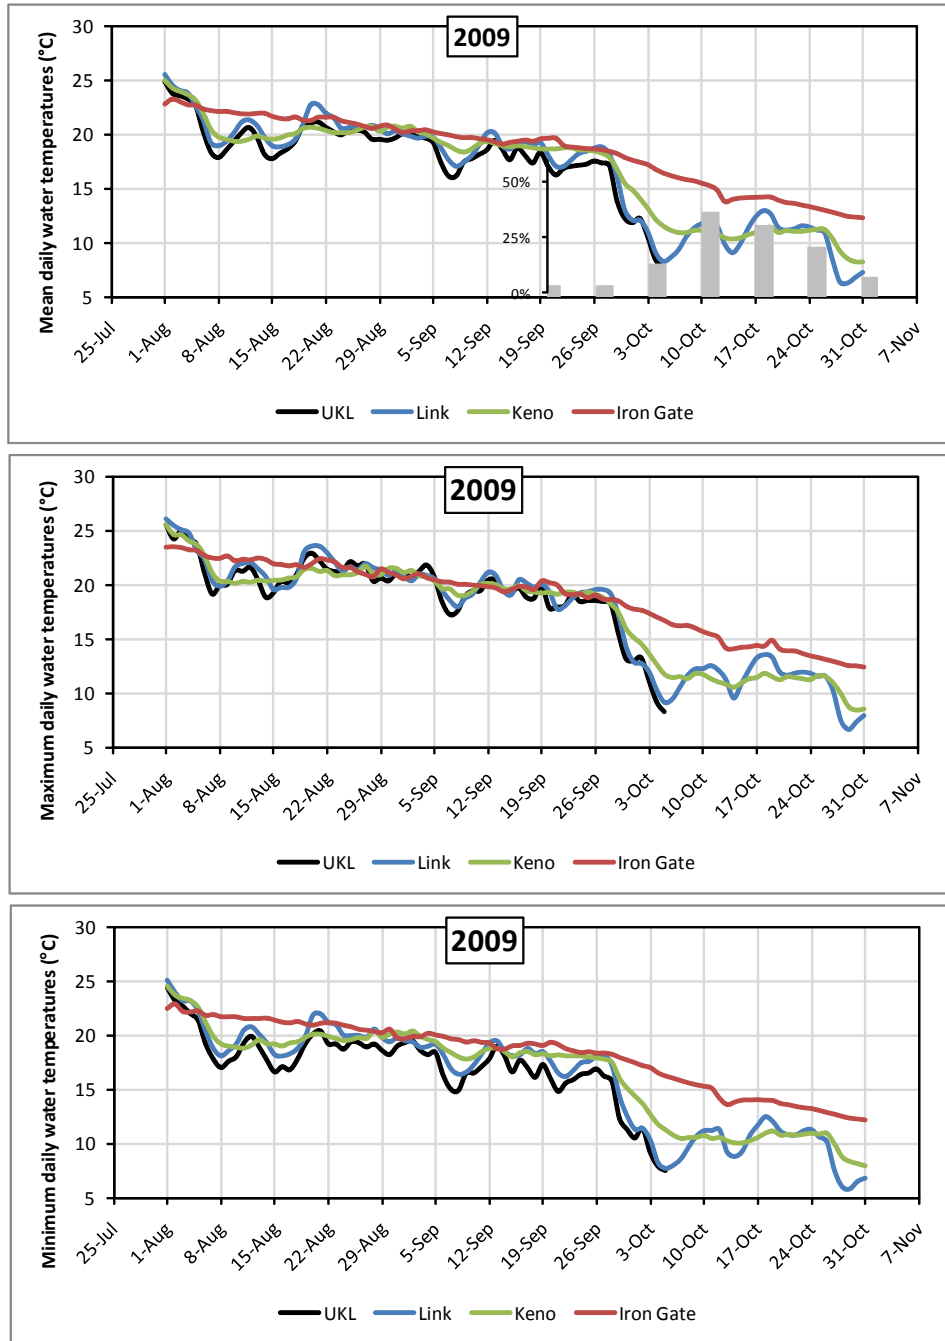 2009
Mean daily water temperatures (°C)
30
25
20
15
10
5
50%
25%
0%
25-Jul 1-Aug 8-Aug 15-Aug 22-Aug 29-Aug 5-Sep 12-Sep 19-Sep 26-Sep 3-Oct 10-Oct 17-Oct 24-Oct 31-Oct 7-Nov
UKL Link Keno Iron Gate
2009
Maximum daily water temperatures (°C)
30
25
20
15
10
5
25-Jul 1-Aug 8-Aug 15-Aug 22-Aug 29-Aug 5-Sep 12-Sep 19-Sep 26-Sep 3-Oct 10-Oct 17-Oct 24-Oct 31-Oct 7-Nov
UKL Link Keno Iron Gate
2009
Minimum daily water temperatures (°C)
30
25
20
15
10
5
25-Jul 1-Aug 8-Aug 15-Aug 22-Aug 29-Aug 5-Sep 12-Sep 19-Sep 26-Sep 3-Oct 10-Oct 17-Oct 24-Oct 31-Oct 7-Nov
UKL Link Keno Iron Gate